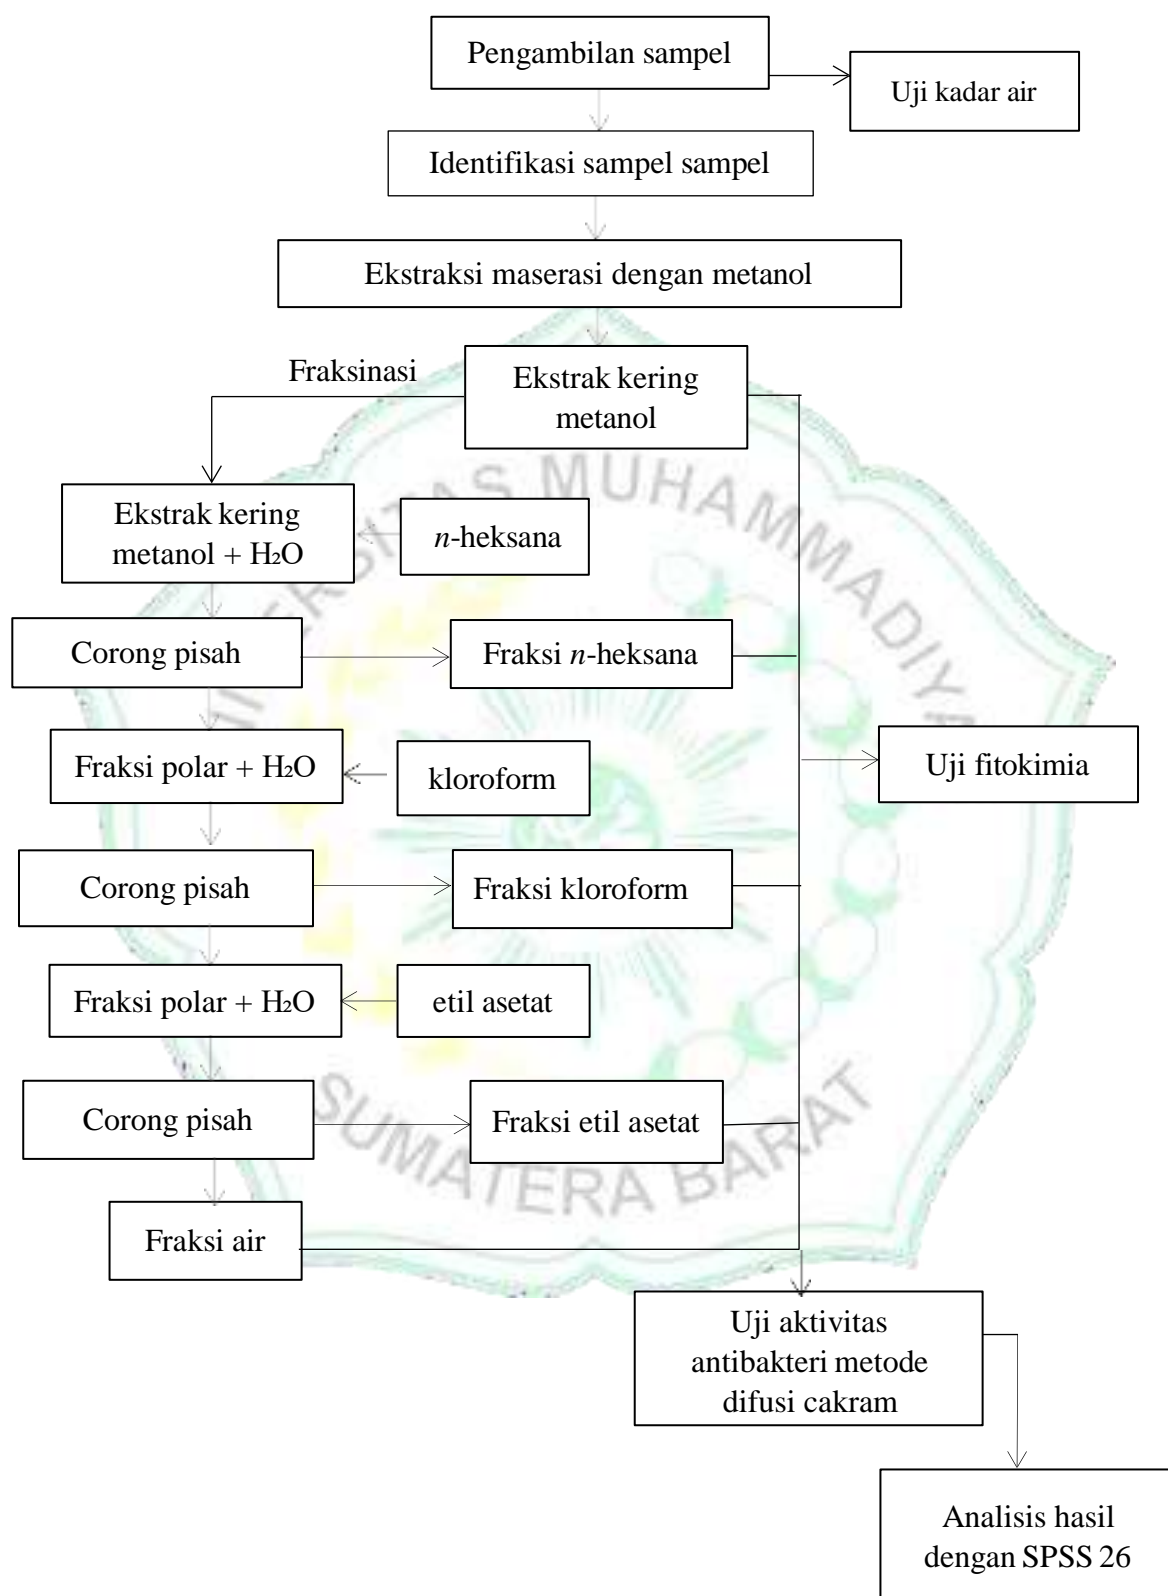 Pengambilan sampel
Uji kadar air
Identifikasi sampel sampel
Ekstraksi maserasi dengan metanol
Fraksinasi
Ekstrak kering
metanol
Ekstrak kering
metanol + H₂O
n-heksana
Corong pisah
Fraksi n-heksana
Fraksi polar + H₂O
kloroform
Uji fitokimia
Corong pisah
Fraksi kloroform
Fraksi polar + H₂O
etil asetat
Corong pisah
Fraksi etil asetat
Fraksi air
Uji aktivitas
antibakteri metode
difusi cakram
Analisis hasil
dengan SPSS 26
MUHAMMADIYA
SUMATERA BARAT